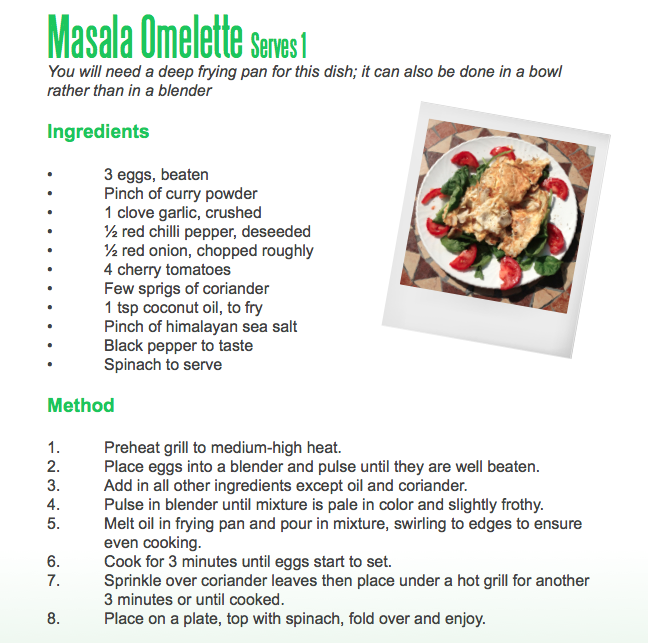 Masala Omelette Serves 1
You will need a deep frying pan for this dish; it can also be done in a bowl
rather than in a blender
Ingredients
• 3 eggs, beaten
• Pinch of curry powder
• 1 clove garlic, crushed
• ½ red chilli pepper, deseeded
• ½ red onion, chopped roughly
• 4 cherry tomatoes
• Few sprigs of coriander
• 1 tsp coconut oil, to fry
• Pinch of himalayan sea salt
• Black pepper to taste
• Spinach to serve
Method
1. Preheat grill to medium-high heat.
2. Place eggs into a blender and pulse until they are well beaten.
3. Add in all other ingredients except oil and coriander.
4. Pulse in blender until mixture is pale in color and slightly frothy.
5. Melt oil in frying pan and pour in mixture, swirling to edges to ensure
even cooking.
6. Cook for 3 minutes until eggs start to set.
7. Sprinkle over coriander leaves then place under a hot grill for another
3 minutes or until cooked.
8. Place on a plate, top with spinach, fold over and enjoy.